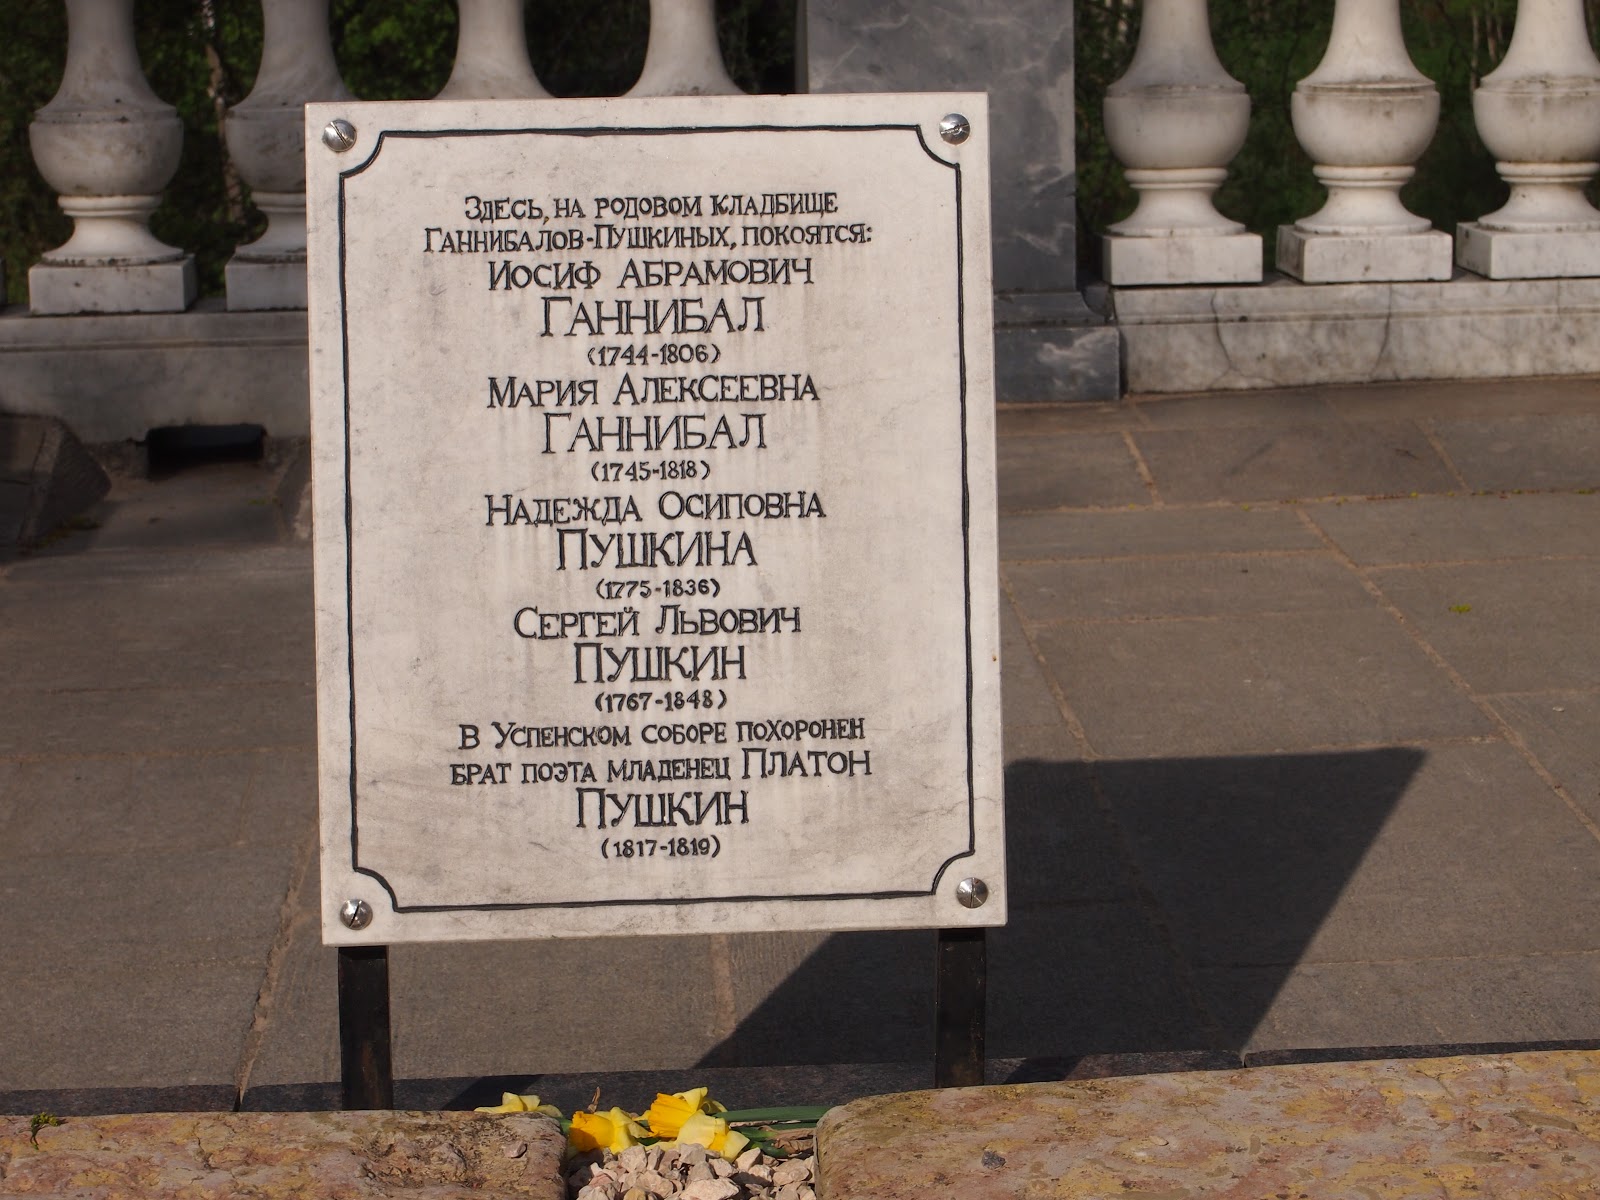 Здесь, на родовом кладбище
Ганнибалов-Пушкиных, покоятся:
Иосиф Абрамович
Ганнибал
(1744-1806)
Мария Алексеевна
Ганнибал
(1745-1818)
Надежда Осиповна
Пушкина
(1775-1836)
Сергей Львович
Пушкин
(1767-1848)
В Успенском соборе похоронен
брат поэта младенец Платон
Пушкин
(1817-1819)